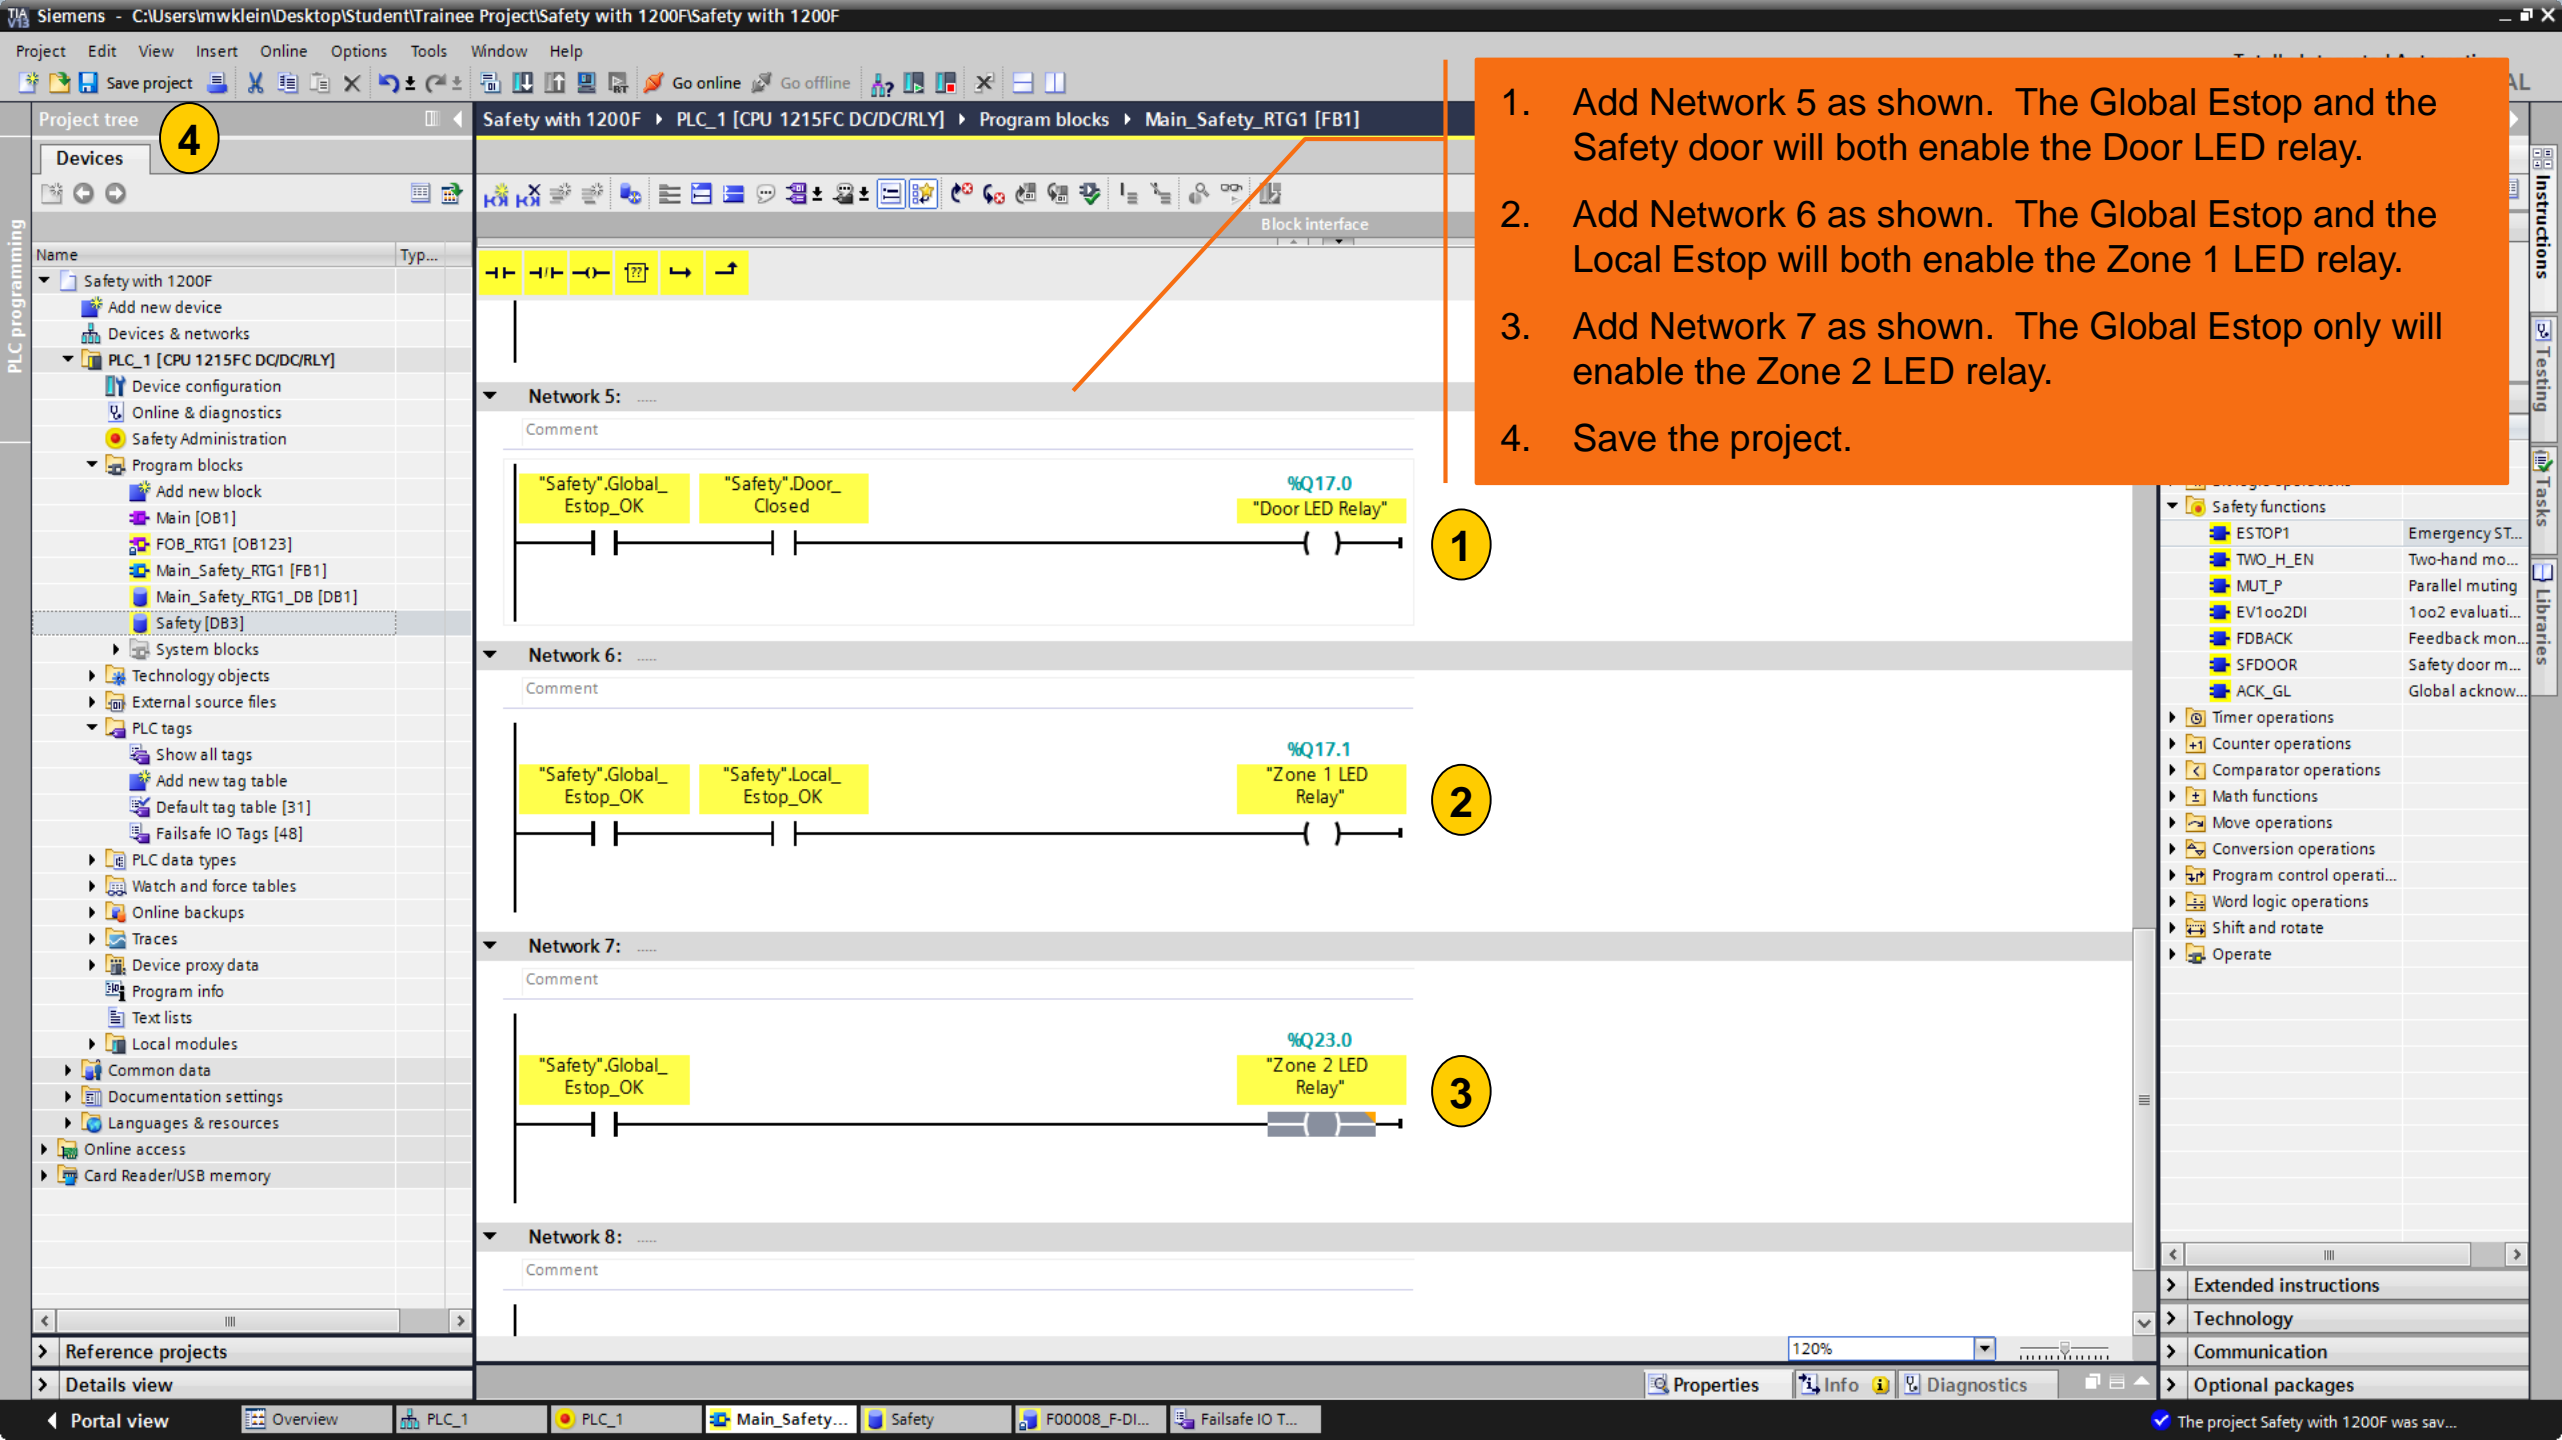 Siemens - C:\Users\mwklein\Desktop\Student\Trainee Project\Safety with 1200F\Safety with 1200F
Project Edit View Insert Online Options Tools Window Help
Save project Go online Go offline
Project tree
4
Safety with 1200F PLC_1 [CPU 1215FC DC/DC/RLY] Program blocks Main_Safety_RTG1 [FB1]
Devices
Block interface
Name Typ...
Safety with 1200F
Add new device
Devices & networks
PLC_1 [CPU 1215FC DC/DC/RLY]
Device configuration
Online & diagnostics
Safety Administration
Program blocks
Add new block
Main [OB1]
FOB_RTG1 [OB123]
Main_Safety_RTG1 [FB1]
Main_Safety_RTG1_DB [DB1]
Safety [DB3]
System blocks
Technology objects
External source files
PLC tags
Show all tags
Add new tag table
Default tag table [31]
Failsafe IO Tags [48]
PLC data types
Watch and force tables
Online backups
Traces
Device proxy data
Program info
Text lists
Local modules
Common data
Documentation settings
Languages & resources
Online access
Card Reader/USB memory
Reference projects
Details view
PLC programming
1. Add Network 5 as shown. The Global Estop and the
Safety door will both enable the Door LED relay.
2. Add Network 6 as shown. The Global Estop and the
Local Estop will both enable the Zone 1 LED relay.
3. Add Network 7 as shown. The Global Estop only will
enable the Zone 2 LED relay.
4. Save the project.
Network 5: .....
Comment
"Safety".Global_
Estop_OK
"Safety".Door_
Closed
%Q17.0
"Door LED Relay"
1
Network 6: .....
Comment
"Safety".Global_
Estop_OK
"Safety".Local_
Estop_OK
%Q17.1
"Zone 1 LED
Relay"
2
Network 7: .....
Comment
"Safety".Global_
Estop_OK
%Q23.0
"Zone 2 LED
Relay"
3
Network 8: .....
Comment
120%
Properties Info Diagnostics
Safety functions
ESTOP1 Emergency ST...
TWO_H_EN Two-hand mo...
MUT_P Parallel muting
EV1oo2DI 1oo2 evaluati...
FDBACK Feedback mon...
SFDOOR Safety door m...
ACK_GL Global acknow...
Timer operations
Counter operations
Comparator operations
Math functions
Move operations
Conversion operations
Program control operati...
Word logic operations
Shift and rotate
Operate
Extended instructions
Technology
Communication
Optional packages
Instructions
Testing
Tasks
Libraries
Portal view Overview PLC_1 PLC_1 Main_Safety... Safety F00008_F-DI... Failsafe IO T...
The project Safety with 1200F was sav...